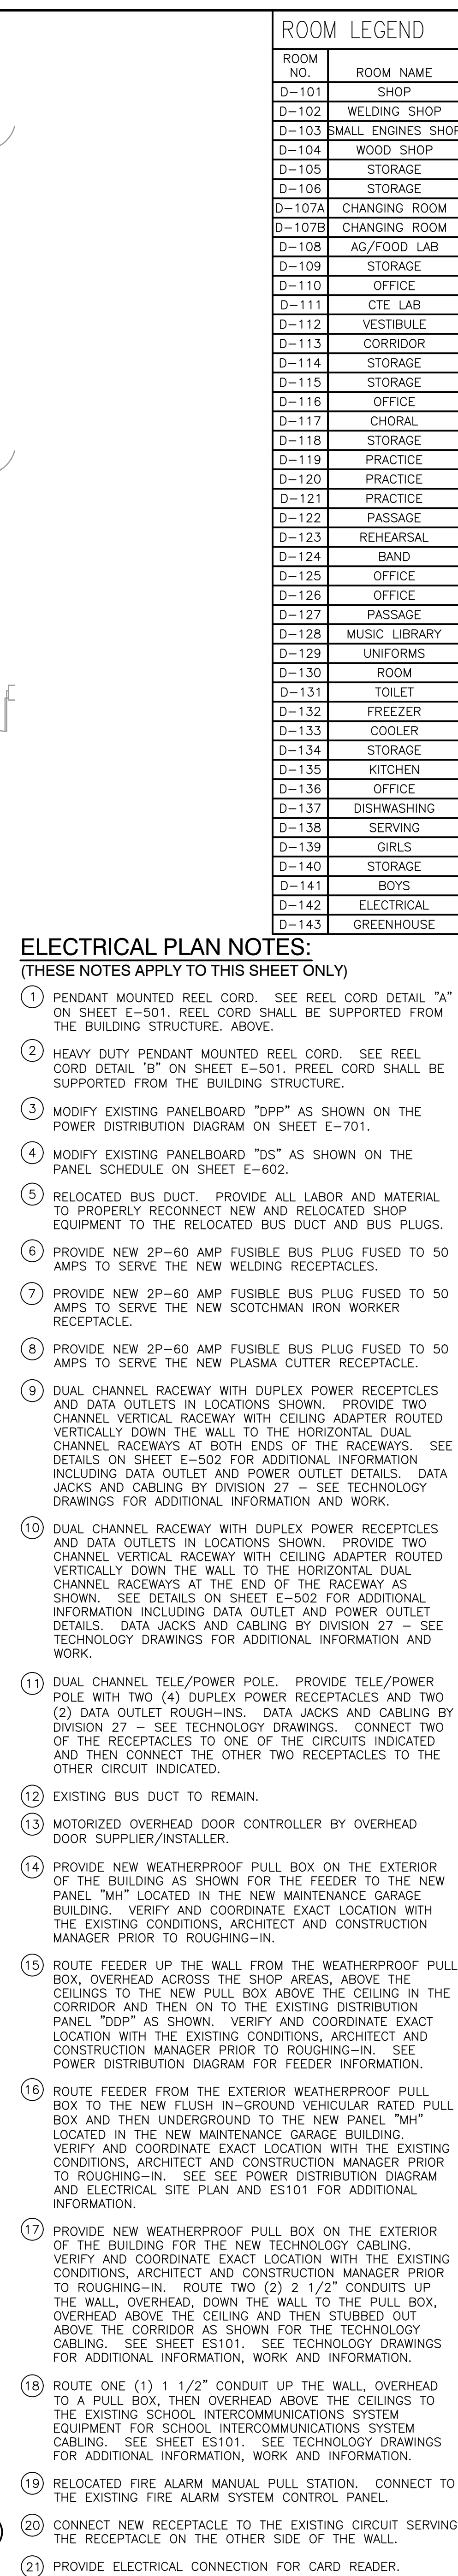 ROOM LEGEND
ROOM NO. ROOM NAME
D-101 SHOP
D-102 WELDING SHOP
D-103 SMALL ENGINES SHOP
D-104 WOOD SHOP
D-105 STORAGE
D-106 STORAGE
D-107A CHANGING ROOM
D-107B CHANGING ROOM
D-108 AG/FOOD LAB
D-109 STORAGE
D-110 OFFICE
D-111 CTE LAB
D-112 VESTIBULE
D-113 CORRIDOR
D-114 STORAGE
D-115 STORAGE
D-116 OFFICE
D-117 CHORAL
D-118 STORAGE
D-119 PRACTICE
D-120 PRACTICE
D-121 PRACTICE
D-122 PASSAGE
D-123 REHEARSAL
D-124 BAND
D-125 OFFICE
D-126 OFFICE
D-127 PASSAGE
D-128 MUSIC LIBRARY
D-129 UNIFORMS
D-130 ROOM
D-131 TOILET
D-132 FREEZER
D-133 COOLER
D-134 STORAGE
D-135 KITCHEN
D-136 OFFICE
D-137 DISHWASHING
D-138 SERVING
D-139 GIRLS
D-140 STORAGE
D-141 BOYS
D-142 ELECTRICAL
D-143 GREENHOUSE
ELECTRICAL PLAN NOTES:
(THESE NOTES APPLY TO THIS SHEET ONLY)
1 PENDANT MOUNTED REEL CORD. SEE REEL CORD DETAIL "A"
ON SHEET E-501. REEL CORD SHALL BE SUPPORTED FROM
THE BUILDING STRUCTURE. ABOVE.
2 HEAVY DUTY PENDANT MOUNTED REEL CORD. SEE REEL
CORD DETAIL 'B" ON SHEET E-501. PREEL CORD SHALL BE
SUPPORTED FROM THE BUILDING STRUCTURE.
3 MODIFY EXISTING PANELBOARD "DPP" AS SHOWN ON THE
POWER DISTRIBUTION DIAGRAM ON SHEET E-701.
4 MODIFY EXISTING PANELBOARD "DS" AS SHOWN ON THE
PANEL SCHEDULE ON SHEET E-602.
5 RELOCATED BUS DUCT. PROVIDE ALL LABOR AND MATERIAL
TO PROPERLY RECONNECT NEW AND RELOCATED SHOP
EQUIPMENT TO THE RELOCATED BUS DUCT AND BUS PLUGS.
6 PROVIDE NEW 2P-60 AMP FUSIBLE BUS PLUG FUSED TO 50
AMPS TO SERVE THE NEW WELDING RECEPTACLES.
7 PROVIDE NEW 2P-60 AMP FUSIBLE BUS PLUG FUSED TO 50
AMPS TO SERVE THE NEW SCOTCHMAN IRON WORKER
RECEPTACLE.
8 PROVIDE NEW 2P-60 AMP FUSIBLE BUS PLUG FUSED TO 50
AMPS TO SERVE THE NEW PLASMA CUTTER RECEPTACLE.
9 DUAL CHANNEL RACEWAY WITH DUPLEX POWER RECEPTCLES
AND DATA OUTLETS IN LOCATIONS SHOWN. PROVIDE TWO
CHANNEL VERTICAL RACEWAY WITH CEILING ADAPTER ROUTED
VERTICALLY DOWN THE WALL TO THE HORIZONTAL DUAL
CHANNEL RACEWAYS AT BOTH ENDS OF THE RACEWAYS. SEE
DETAILS ON SHEET E-502 FOR ADDITIONAL INFORMATION
INCLUDING DATA OUTLET AND POWER OUTLET DETAILS. DATA
JACKS AND CABLING BY DIVISION 27 - SEE TECHNOLOGY
DRAWINGS FOR ADDITIONAL INFORMATION AND WORK.
10 DUAL CHANNEL RACEWAY WITH DUPLEX POWER RECEPTCLES
AND DATA OUTLETS IN LOCATIONS SHOWN. PROVIDE TWO
CHANNEL VERTICAL RACEWAY WITH CEILING ADAPTER ROUTED
VERTICALLY DOWN THE WALL TO THE HORIZONTAL DUAL
CHANNEL RACEWAYS AT THE END OF THE RACEWAY AS
SHOWN. SEE DETAILS ON SHEET E-502 FOR ADDITIONAL
INFORMATION INCLUDING DATA OUTLET AND POWER OUTLET
DETAILS. DATA JACKS AND CABLING BY DIVISION 27 - SEE
TECHNOLOGY DRAWINGS FOR ADDITIONAL INFORMATION AND
WORK.
11 DUAL CHANNEL TELE/POWER POLE. PROVIDE TELE/POWER
POLE WITH TWO (4) DUPLEX POWER RECEPTACLES AND TWO
(2) DATA OUTLET ROUGH-INS. DATA JACKS AND CABLING BY
DIVISION 27 - SEE TECHNOLOGY DRAWINGS. CONNECT TWO
OF THE RECEPTACLES TO ONE OF THE CIRCUITS INDICATED
AND THEN CONNECT THE OTHER TWO RECEPTACLES TO THE
OTHER CIRCUIT INDICATED.
12 EXISTING BUS DUCT TO REMAIN.
13 MOTORIZED OVERHEAD DOOR CONTROLLER BY OVERHEAD
DOOR SUPPLIER/INSTALLER.
14 PROVIDE NEW WEATHERPROOF PULL BOX ON THE EXTERIOR
OF THE BUILDING AS SHOWN FOR THE FEEDER TO THE NEW
PANEL "MH" LOCATED IN THE NEW MAINTENANCE GARAGE
BUILDING. VERIFY AND COORDINATE EXACT LOCATION WITH
THE EXISTING CONDITIONS, ARCHITECT AND CONSTRUCTION
MANAGER PRIOR TO ROUGHING-IN.
15 ROUTE FEEDER UP THE WALL FROM THE WEATHERPROOF PULL
BOX, OVERHEAD ACROSS THE SHOP AREAS, ABOVE THE
CEILINGS TO THE NEW PULL BOX ABOVE THE CEILING IN THE
CORRIDOR AND THEN ON TO THE EXISTING DISTRIBUTION
PANEL "DDP" AS SHOWN. VERIFY AND COORDINATE EXACT
LOCATION WITH THE EXISTING CONDITIONS, ARCHITECT AND
CONSTRUCTION MANAGER PRIOR TO ROUGHING-IN. SEE
POWER DISTRIBUTION DIAGRAM FOR FEEDER INFORMATION.
16 ROUTE FEEDER FROM THE EXTERIOR WEATHERPROOF PULL
BOX TO THE NEW FLUSH IN-GROUND VEHICULAR RATED PULL
BOX AND THEN UNDERGROUND TO THE NEW PANEL "MH"
LOCATED IN THE NEW MAINTENANCE GARAGE BUILDING.
VERIFY AND COORDINATE EXACT LOCATION WITH THE EXISTING
CONDITIONS, ARCHITECT AND CONSTRUCTION MANAGER PRIOR
TO ROUGHING-IN. SEE SEE POWER DISTRIBUTION DIAGRAM
AND ELECTRICAL SITE PLAN AND ES101 FOR ADDITIONAL
INFORMATION.
17 PROVIDE NEW WEATHERPROOF PULL BOX ON THE EXTERIOR
OF THE BUILDING FOR THE NEW TECHNOLOGY CABLING.
VERIFY AND COORDINATE EXACT LOCATION WITH THE EXISTING
CONDITIONS, ARCHITECT AND CONSTRUCTION MANAGER PRIOR
TO ROUGHING-IN. ROUTE TWO (2) 2 1/2" CONDUITS UP
THE WALL, OVERHEAD, DOWN THE WALL TO THE PULL BOX,
OVERHEAD ABOVE THE CEILING AND THEN STUBBED OUT
ABOVE THE CORRIDOR AS SHOWN FOR THE TECHNOLOGY
CABLING. SEE SHEET ES101. SEE TECHNOLOGY DRAWINGS
FOR ADDITIONAL INFORMATION, WORK AND INFORMATION.
18 ROUTE ONE (1) 1 1/2" CONDUIT UP THE WALL, OVERHEAD
TO A PULL BOX, THEN OVERHEAD ABOVE THE CEILINGS TO
THE EXISTING SCHOOL INTERCOMMUNICATIONS SYSTEM
EQUIPMENT FOR SCHOOL INTERCOMMUNICATIONS SYSTEM
CABLING. SEE SHEET ES101. SEE TECHNOLOGY DRAWINGS
FOR ADDITIONAL INFORMATION, WORK AND INFORMATION.
19 RELOCATED FIRE ALARM MANUAL PULL STATION. CONNECT TO
THE EXISTING FIRE ALARM SYSTEM CONTROL PANEL.
20 CONNECT NEW RECEPTACLE TO THE EXISTING CIRCUIT SERVING
THE RECEPTACLE ON THE OTHER SIDE OF THE WALL.
21 PROVIDE ELECTRICAL CONNECTION FOR CARD READER.